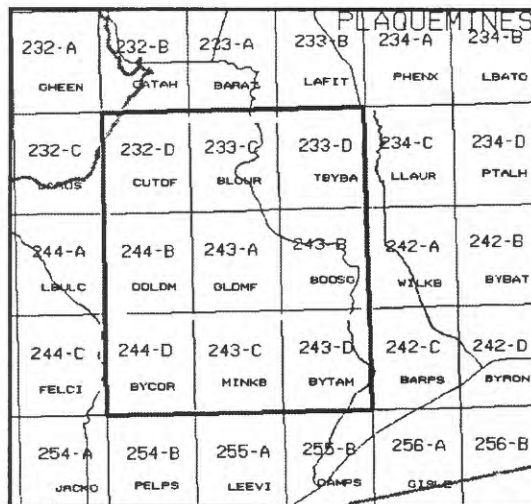 PLAQUEMINES
232-A 232-B 233-A 233-B 234-A 234-B
GHEEN CATAH BARAT LAFIT PHENX LBATO
232-C 232-D 233-C 233-D 234-C 234-D
LAROS CUTOF BLOUR TBYBA LLAUR PTALH
244-A 244-B 243-A 243-B 242-A 242-B
LBULC GOLDM GLDMF BOOSG WILKB BYBAT
244-C 244-D 243-C 243-D 242-C 242-D
FELCI BYCOR MINKB BYTAM BARPS BYRON
254-A 254-B 255-A 255-B 256-A 256-B
JACKO PELPS LEEVI CAMPS GISLE